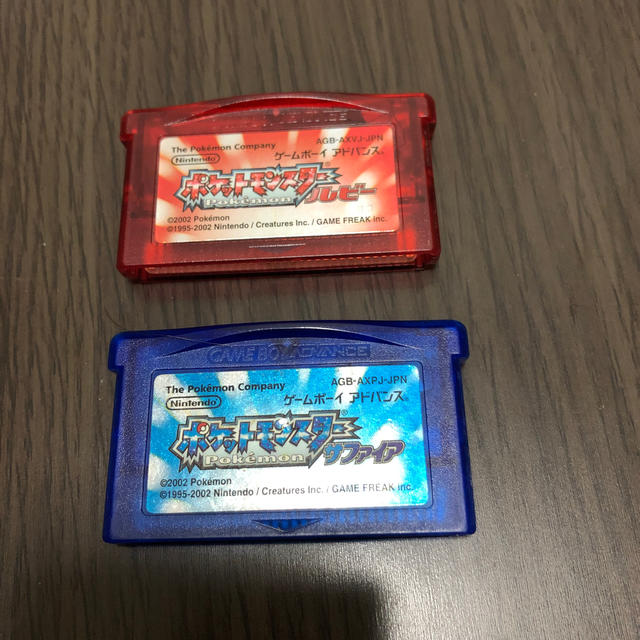 The Pokémon Company
AGB-AXVJ-JPN
Nintendo
ゲームボーイ アドバンス®
ポケットモンスター®
Pokémon
ルビー
©2002 Pokémon
©1995-2002 Nintendo / Creatures Inc. / GAME FREAK inc.
GAME BOY ADVANCE
The Pokémon Company
AGB-AXPJ-JPN
Nintendo
ゲームボーイ アドバンス®
ポケットモンスター®
Pokémon
サファイア
©2002 Pokémon
©1995-2002 Nintendo / Creatures Inc. / GAME FREAK inc.